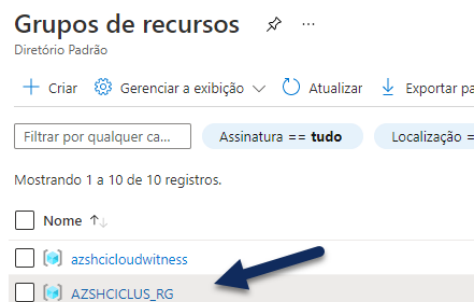 Grupos de recursos
Diretório Padrão
Criar Gerenciar a exibição Atualizar Exportar pa
Filtrar por qualquer ca... Assinatura == tudo Localização =
Mostrando 1 a 10 de 10 registros.
Nome ↑↓
azshcicloudwitness
AZSHCICLUS_RG